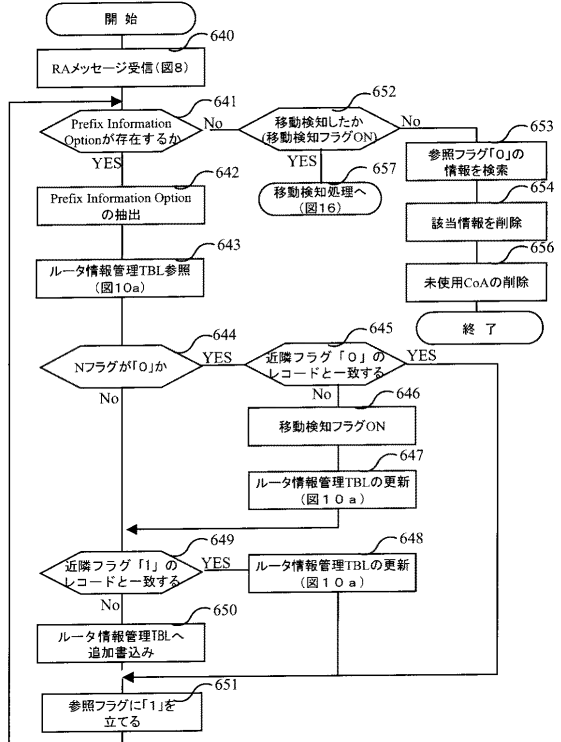 開 始
640
RAメッセージ受信(図8)
641
Prefix Information
Optionが存在するか
No
YES
652
移動検知したか
(移動検知フラグON)
No
YES
653
参照フラグ「0」の
情報を検索
657
移動検知処理へ
(図16)
642
Prefix Information Option
の抽出
654
該当情報を削除
643
ルータ情報管理TBL参照
(図10a)
656
未使用CoAの削除
終 了
644
Nフラグが「0」か
YES
No
645
近隣フラグ「0」の
レコードと一致する
YES
No
646
移動検知フラグON
647
ルータ情報管理TBLの更新
(図10a)
649
近隣フラグ「1」の
レコードと一致する
YES
No
648
ルータ情報管理TBLの更新
(図10a)
650
ルータ情報管理TBLへ
追加書込み
651
参照フラグに「1」を
立てる